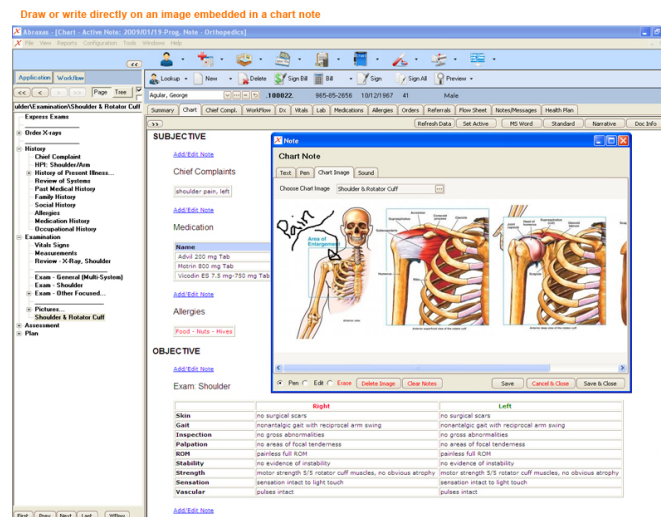 Draw or write directly on an image embedded in a chart note
Abraxas - [Chart - Active Note: 2009/01/19-Prog. Note - Orthopedics]
File View Reports Configuration Tools Windows Help
<<
Application Workflow
Lookup New Delete Sign Bill Bill Sign Sign All Preview
<< < > >> Page Tree
Agular, George 100022. 985-85-2656 10/12/1967 41 Male
ulder\Examination\Shoulder & Rotator Cuff
Summary Chart Chief Compl. WorkFlow Dx Vitals Lab Medications Allergies Orders Referrals Flow Sheet Notes/Messages Health Plan
>> Refresh Data Set Active MS Word Standard Narrative Doc Info
Express Exams
Order X-rays
History
Chief Complaint
HPI: Shoulder/Arm
History of Present Illness...
Review of Systems
Past Medical History
Family History
Social History
Allergies
Medication History
Occupational History
Examination
Vitals Signs
Measurements
Review - X-Ray, Shoulder
Exam - General (Multi-System)
Exam - Shoulder
Exam - Other Focused...
Pictures...
Shoulder & Rotator Cuff
Assessment
Plan
First Prev Next Last
SUBJECTIVE
Add/Edit Note
Chief Complaints
shoulder pain, left
Add/Edit Note
Medication
Name
Advil 200 mg Tab
Motrin 800 mg Tab
Vicodin ES 7.5 mg-750 mg Tab
Add/Edit Note
Allergies
Food - Nuts - Hives
OBJECTIVE
Add/Edit Note
Exam: Shoulder
Note
Chart Note
Text Pen Chart Image Sound
Choose Chart Image Shoulder & Rotator Cuff
Pain
Area of
Enlargement
Pen Edit Erase Delete Image Clear Notes Save Cancel & Close Save & Close
Right Left
Skin no surgical scars no surgical scars
Gait nonantalgic gait with reciprocal arm swing nonantalgic gait with reciprocal arm swing
Inspection no gross abnormalities no gross abnormalities
Palpation no areas of focal tenderness no areas of focal tenderness
ROM painless full ROM painless full ROM
Stability no evidence of instability no evidence of instability
Strength motor strength 5/5 rotator cuff muscles, no obvious atrophy motor strength 5/5 rotator cuff muscles, no obvious atrophy
Sensation sensation intact to light touch sensation intact to light touch
Vascular pulses intact pulses intact
Add/Edit Note